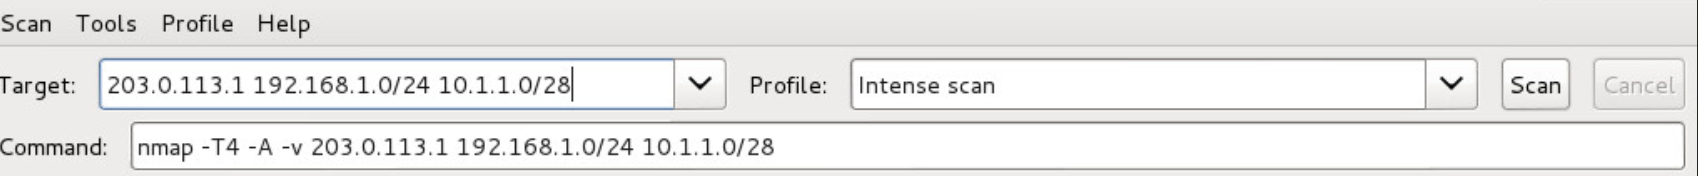 Scan Tools Profile Help
Target: 203.0.113.1 192.168.1.0/24 10.1.1.0/28 Profile: Intense scan Scan Cancel
Command: nmap -T4 -A -v 203.0.113.1 192.168.1.0/24 10.1.1.0/28